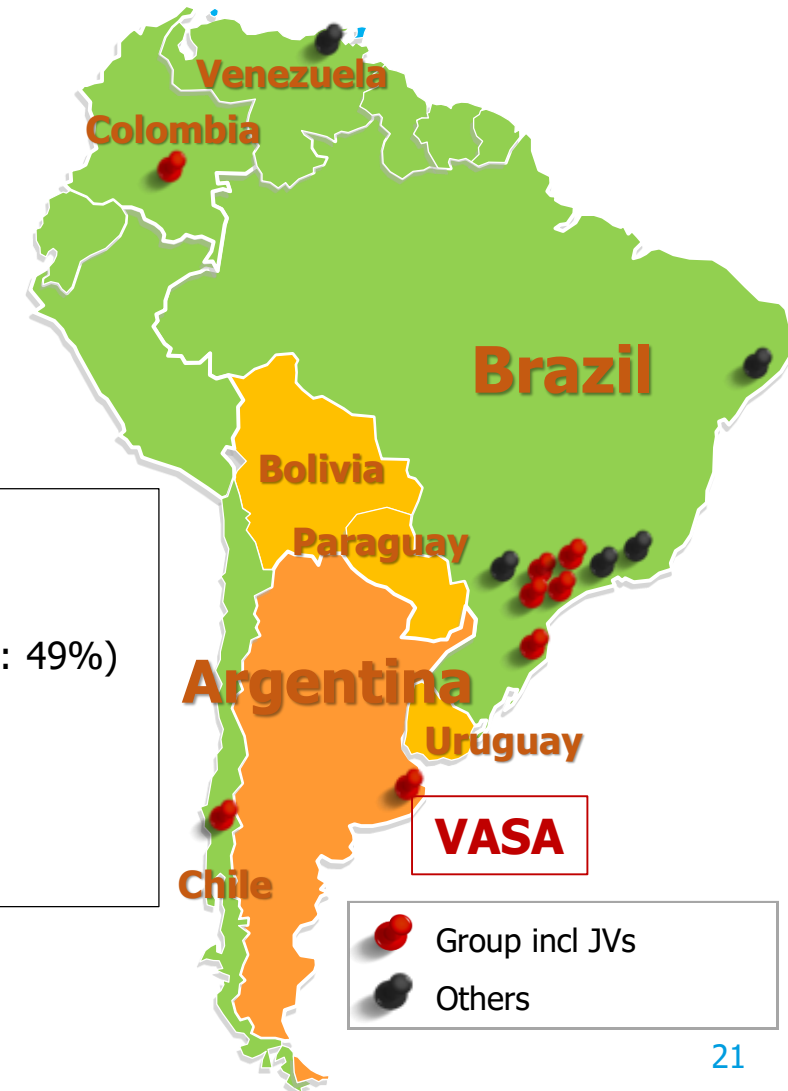 Venezuela
Colombia
Brazil
Bolivia
Paraguay
: 49%)
Argentina
Uruguay
VASA
Chile
Group incl JVs
Others
21